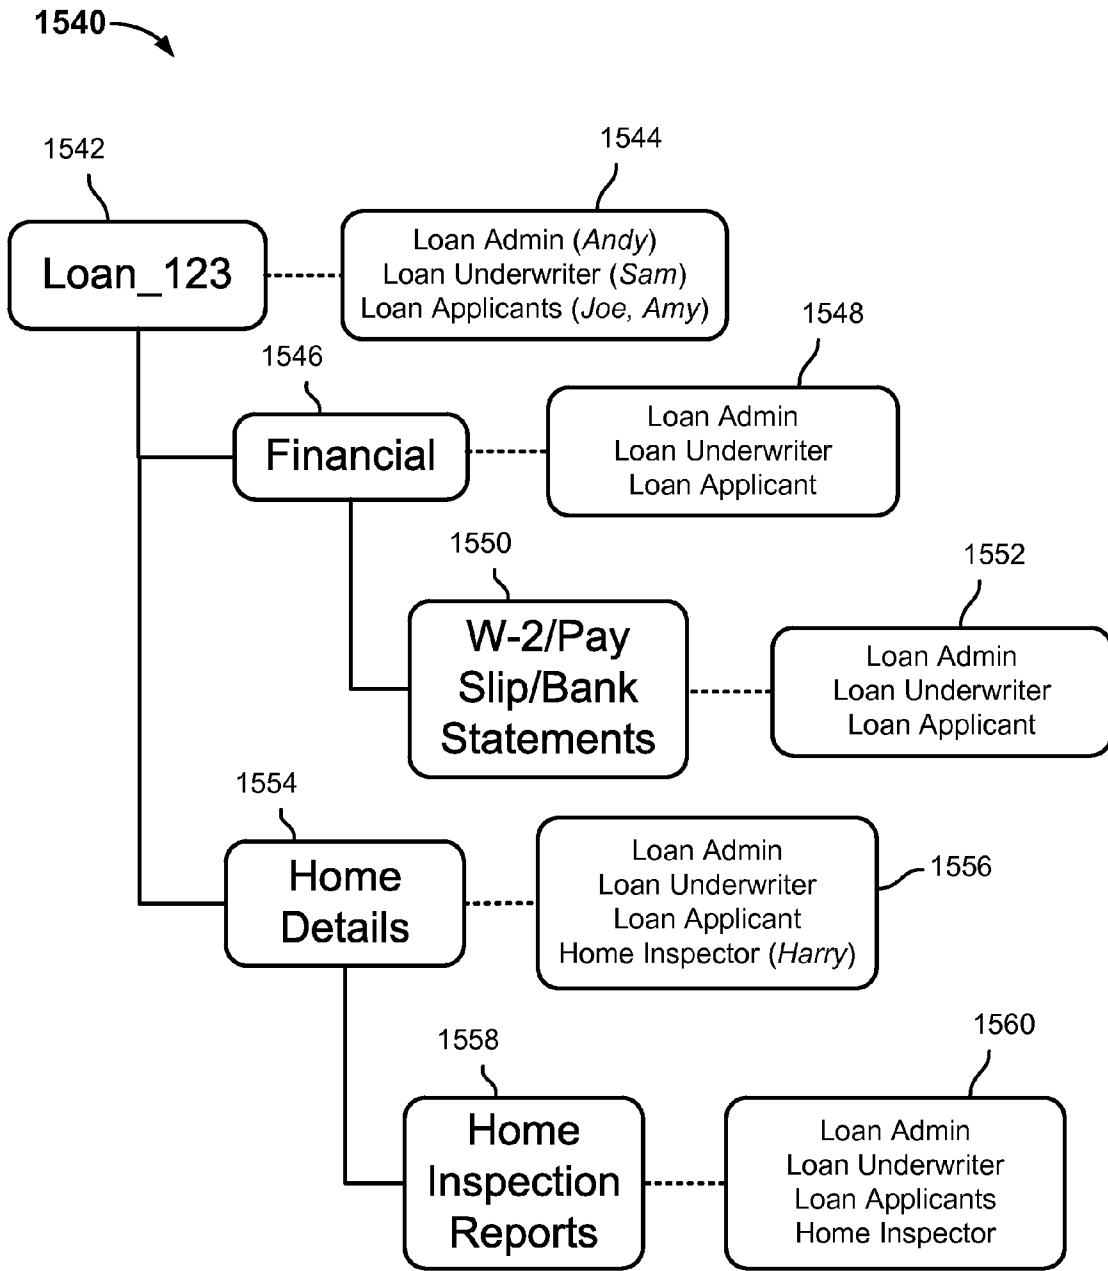 1540
1542
1544
Loan_123
Loan Admin (Andy)
Loan Underwriter (Sam)
Loan Applicants (Joe, Amy)
1546
1548
Financial
Loan Admin
Loan Underwriter
Loan Applicant
1550
1552
W-2/Pay
Slip/Bank
Statements
Loan Admin
Loan Underwriter
Loan Applicant
1554
1556
Home
Details
Loan Admin
Loan Underwriter
Loan Applicant
Home Inspector (Harry)
1558
1560
Home
Inspection
Reports
Loan Admin
Loan Underwriter
Loan Applicants
Home Inspector